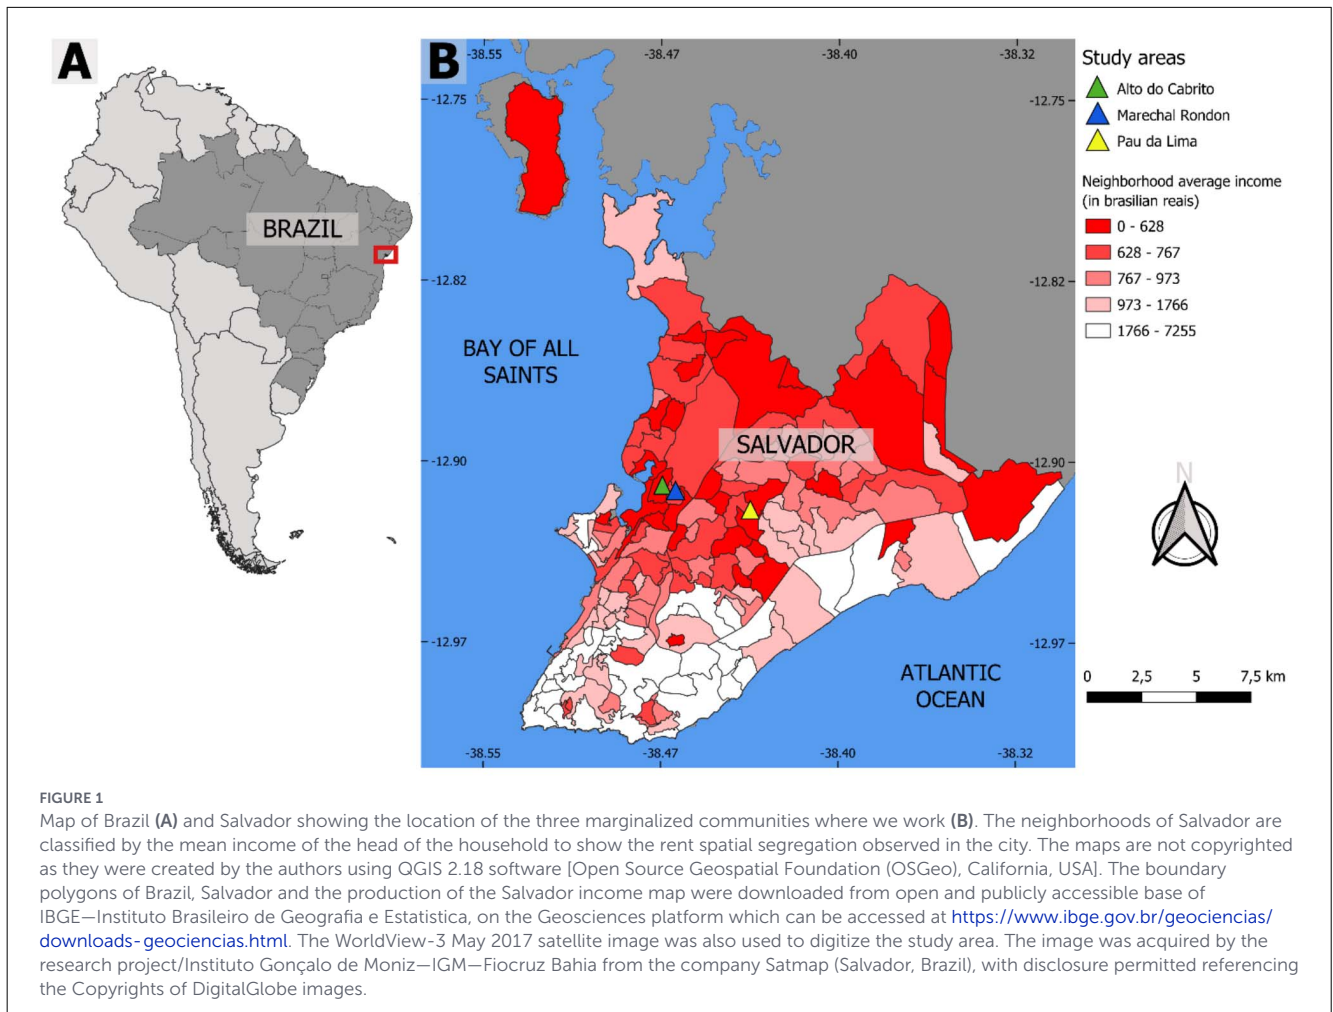 A
BRAZIL
B
-38.55
-38.47
-38.40
-38.32
-12.75
-12.75
-12.82
-12.82
BAY OF ALL
SAINTS
SALVADOR
-12.90
-12.90
-12.97
-12.97
ATLANTIC
OCEAN
-38.55
-38.47
-38.40
-38.32
Study areas
Alto do Cabrito
Marechal Rondon
Pau da Lima
Neighborhood average income
(in brasilian reais)
0 - 628
628 - 767
767 - 973
973 - 1766
1766 - 7255
N
0 2,5 5 7,5 km
FIGURE 1
Map of Brazil (A) and Salvador showing the location of the three marginalized communities where we work (B). The neighborhoods of Salvador are
classified by the mean income of the head of the household to show the rent spatial segregation observed in the city. The maps are not copyrighted
as they were created by the authors using QGIS 2.18 software [Open Source Geospatial Foundation (OSGeo), California, USA]. The boundary
polygons of Brazil, Salvador and the production of the Salvador income map were downloaded from open and publicly accessible base of
IBGE—Instituto Brasileiro de Geografia e Estatistica, on the Geosciences platform which can be accessed at https://www.ibge.gov.br/geociencias/
downloads-geociencias.html. The WorldView-3 May 2017 satellite image was also used to digitize the study area. The image was acquired by the
research project/Instituto Gonçalo de Moniz—IGM—Fiocruz Bahia from the company Satmap (Salvador, Brazil), with disclosure permitted referencing
the Copyrights of DigitalGlobe images.